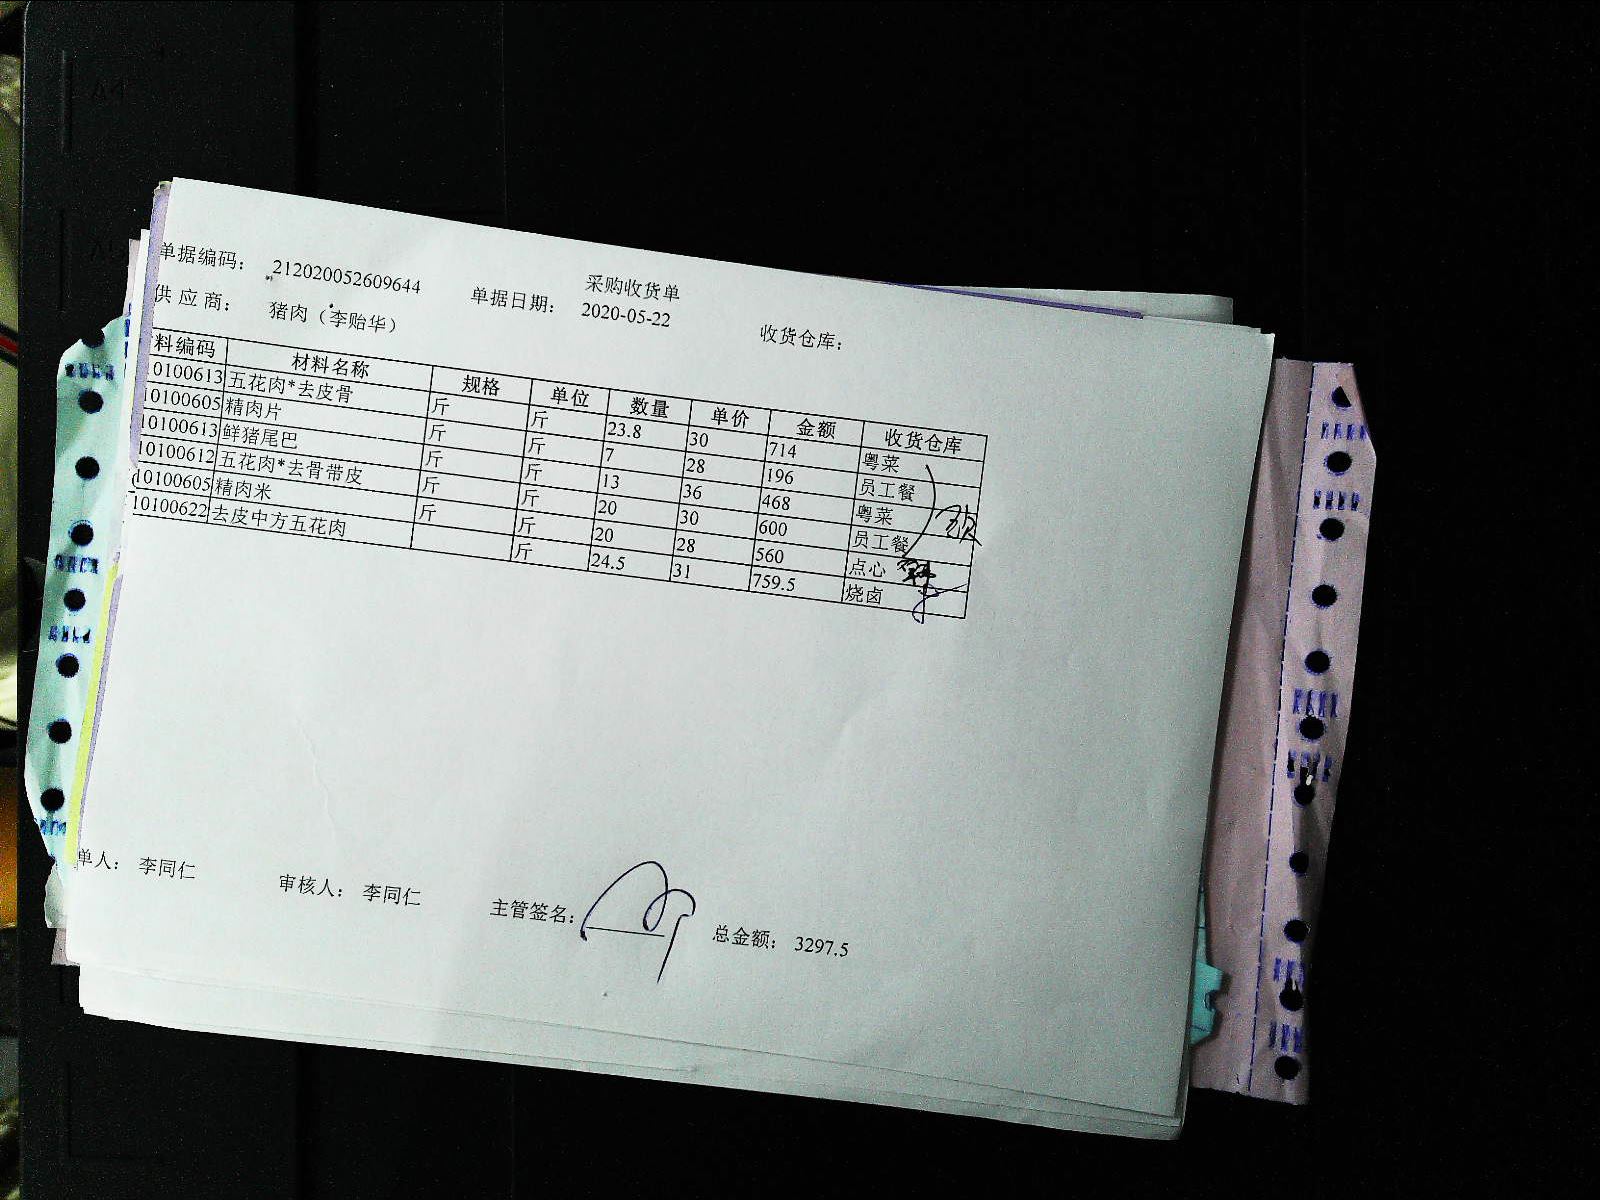 采购收货单
单据编码: 212020052609644 单据日期: 2020-05-22 收货仓库:
供应商: 猪肉（李贻华）
料编码 材料名称 规格 单位 数量 单价 金额 收货仓库
10100613 五花肉*去皮骨 斤 斤 23.8 30 714 粤菜
10100605 精肉片 斤 斤 7 28 196 员工餐
10100613 鲜猪尾巴 斤 斤 13 36 468 粤菜
10100612 五花肉*去骨带皮 斤 斤 20 30 600 员工餐
10100605 精肉米 斤 斤 20 28 560 点心
10100622 去皮中方五花肉 斤 24.5 31 759.5 烧卤
单人: 李同仁 审核人: 李同仁 主管签名: 总金额: 3297.5